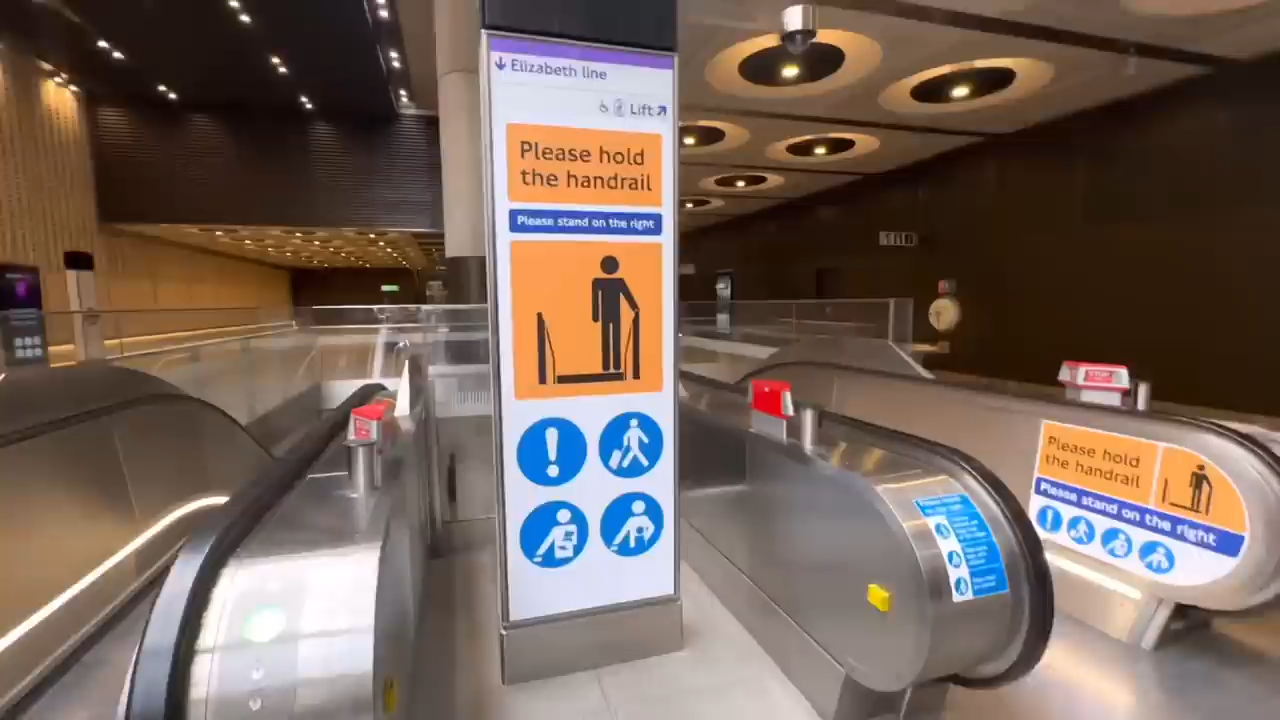 Elizabeth line
Lift
Please hold
the handrail
Please stand on the right
STOP
Please hold
the handrail
Please stand on the right